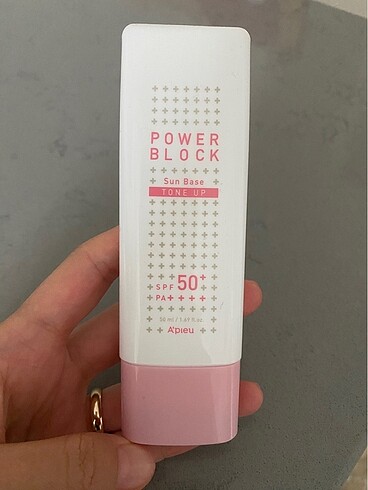 POWER
BLOCK
Sun Base
TONE UP
SPF 50+
PA++++
50 ml / 1.69 fl.oz
A'pieu